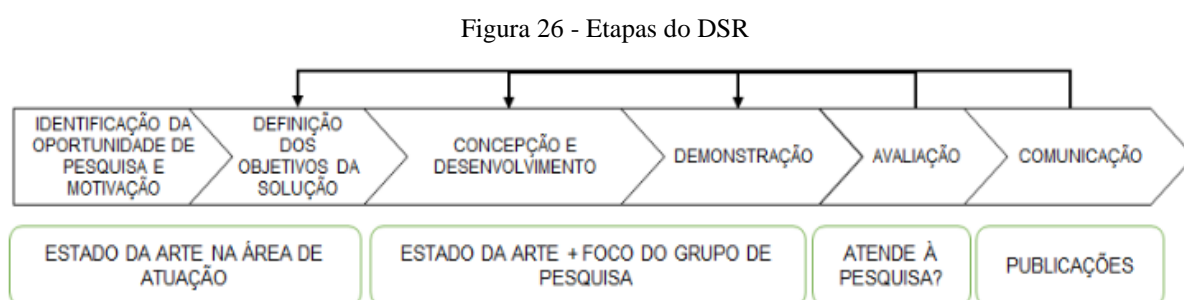 Figura 26 - Etapas do DSR
IDENTIFICAÇÃO DA
OPORTUNIDADE DE
PESQUISA E
MOTIVAÇÃO
DEFINIÇÃO
DOS
OBJETIVOS DA
SOLUÇÃO
CONCEPÇÃO E
DESENVOLVIMENTO
DEMONSTRAÇÃO
AVALIAÇÃO
COMUNICAÇÃO
ESTADO DA ARTE NA ÁREA DE
ATUAÇÃO
ESTADO DA ARTE + FOCO DO GRUPO DE
PESQUISA
ATENDE À
PESQUISA?
PUBLICAÇÕES